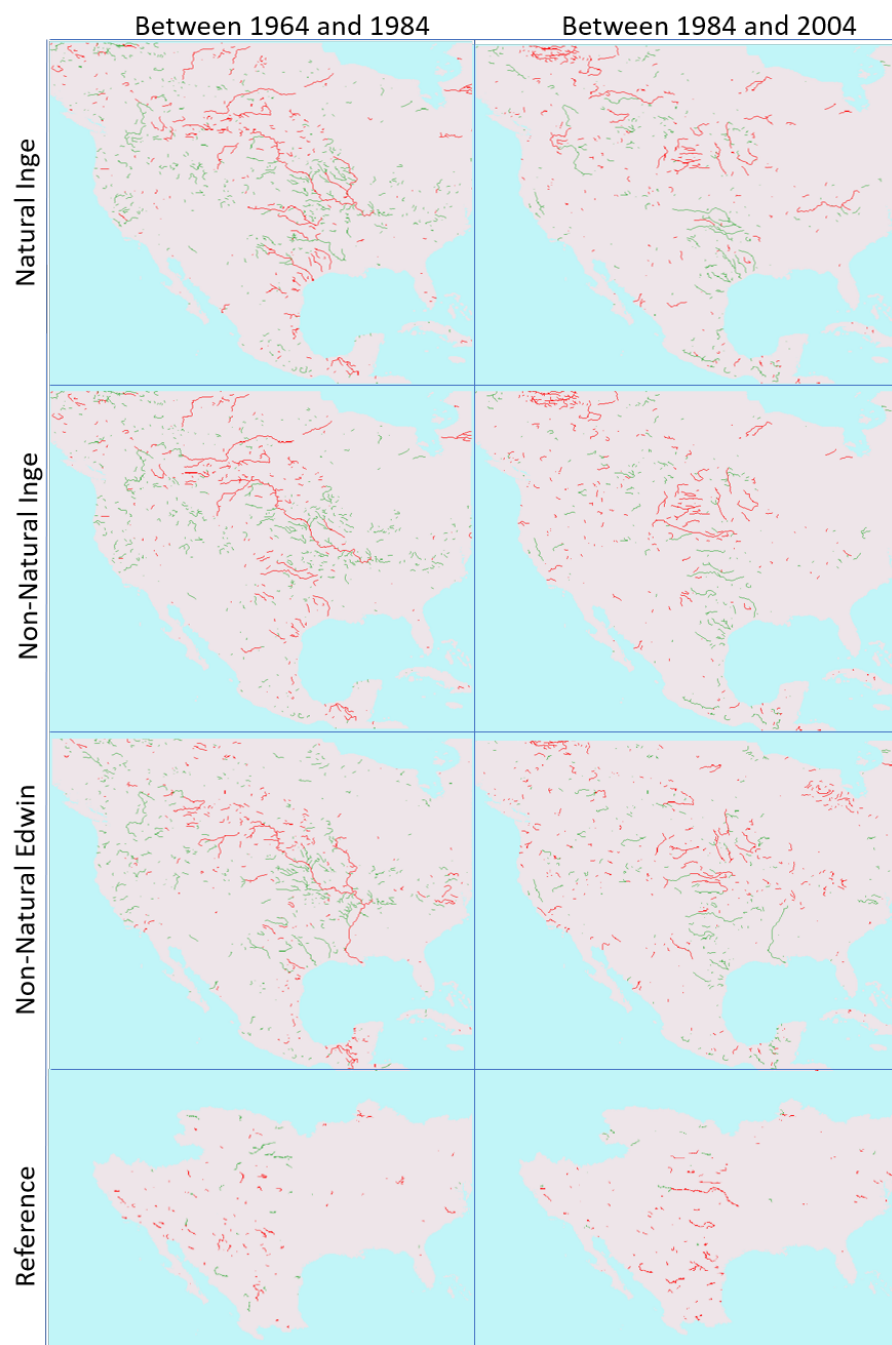 Between 1964 and 1984
Between 1984 and 2004
Natural Inge
Non-Natural Inge
Non-Natural Edwin
Reference